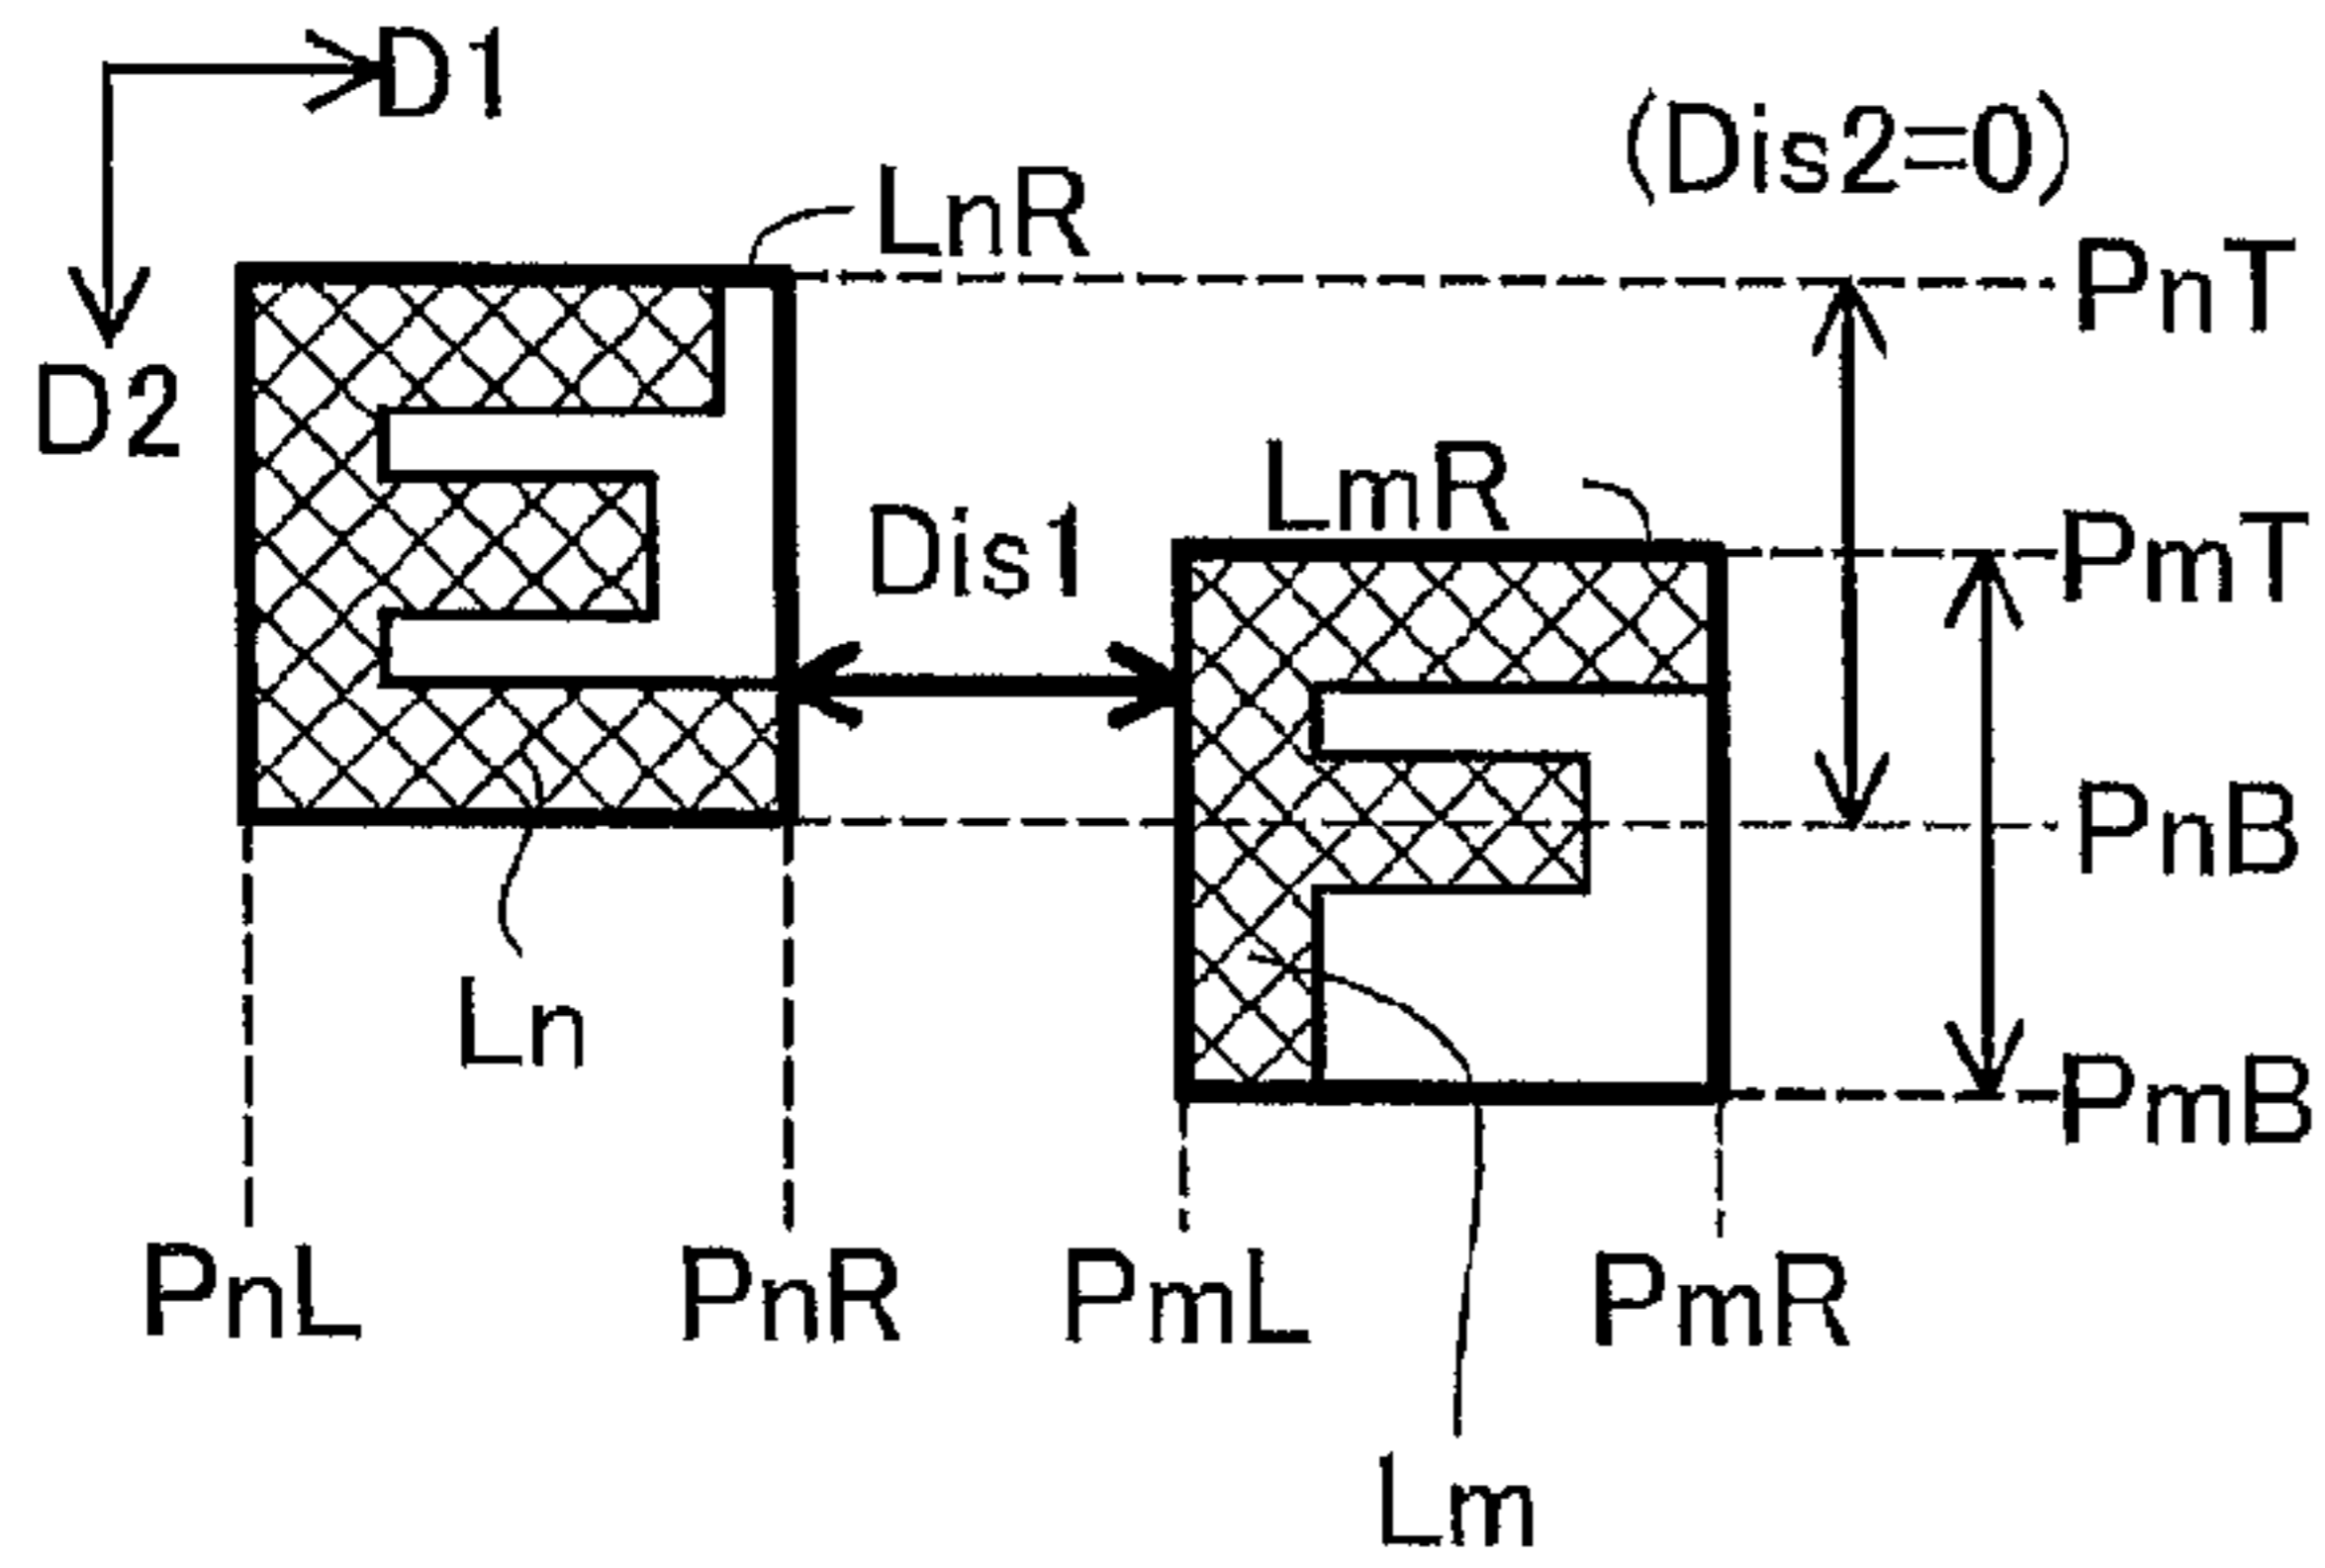 D1
(Dis2=0)
LnR
PnT
D2
LmR
Dis1
PmT
PnB
Ln
PmB
PnL
PnR
PmL
PmR
Lm